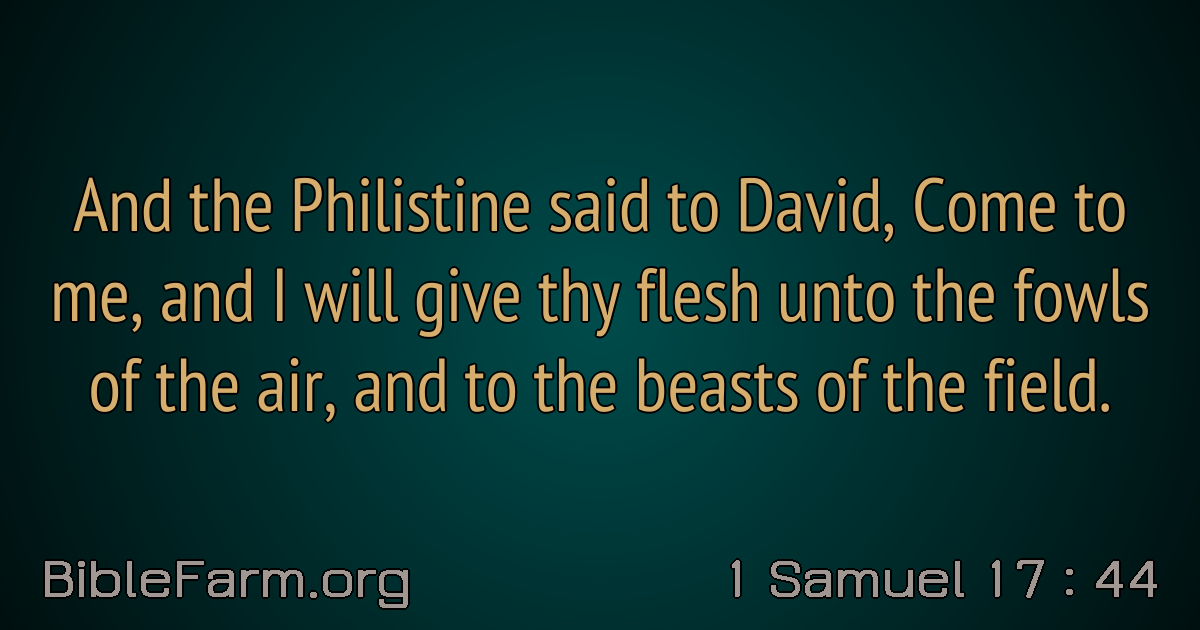 And the Philistine said to David, Come to
me, and I will give thy flesh unto the fowls
of the air, and to the beasts of the field.
BibleFarm.org
1 Samuel 17 : 44